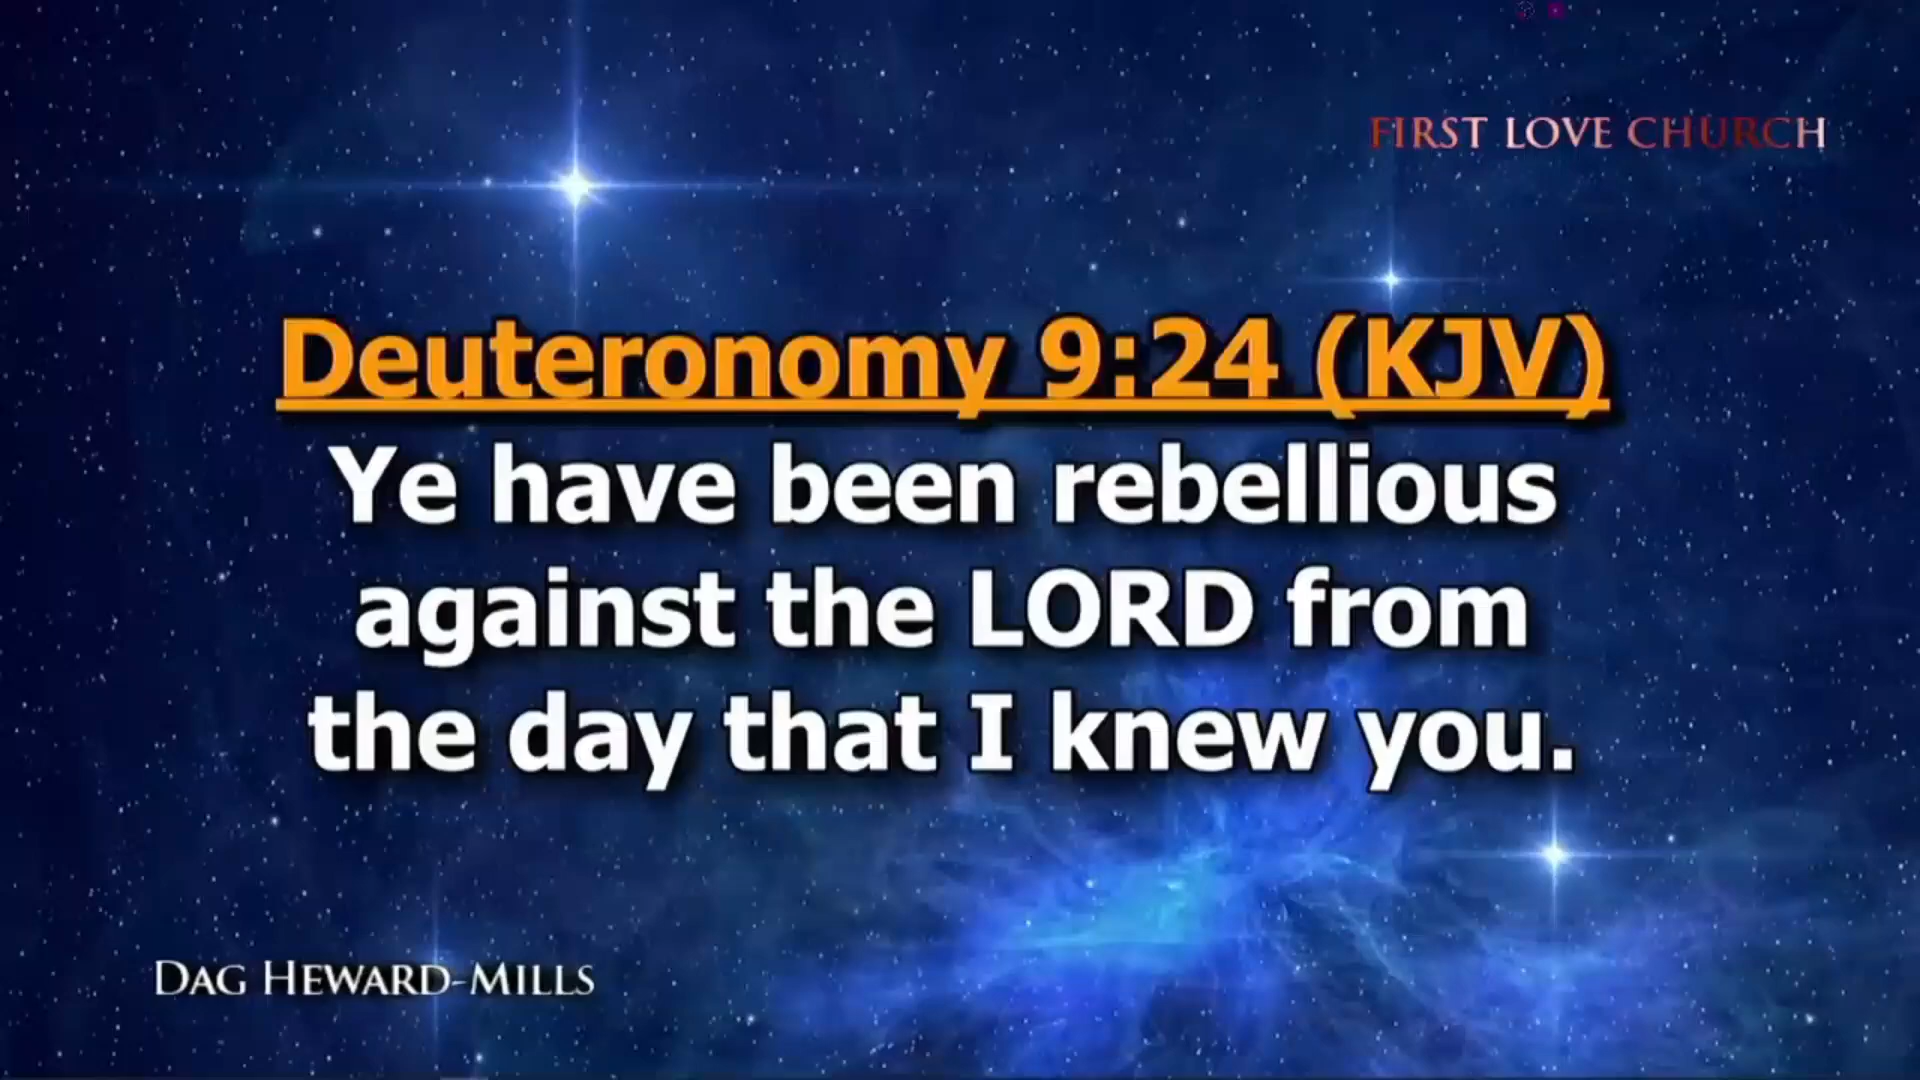 FIRST LOVE CHURCH
Deuteronomy 9:24 (KJV)
Ye have been rebellious
against the LORD from
the day that I knew you.
DAG HEWARD-MILLS